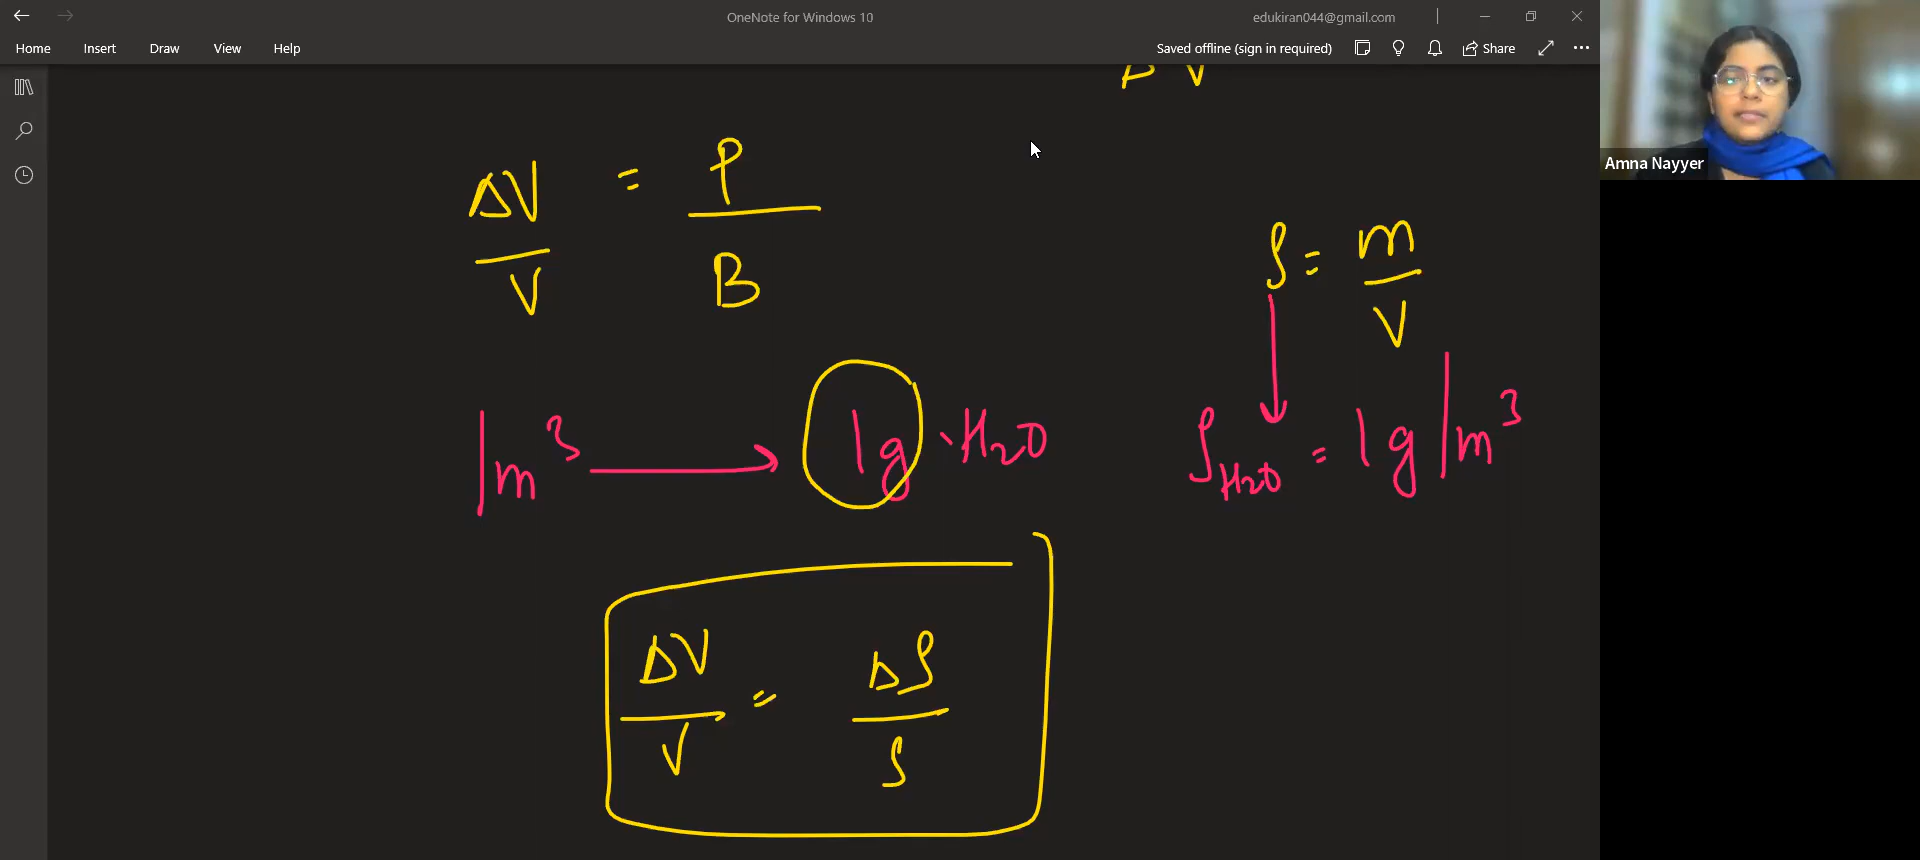 OneNote for Windows 10
edukiran044@gmail.com
Home Insert Draw View Help
Saved offline (sign in required)
Share
Amna Nayyer
Δ V
ΔV/V = P/B
ρ = m/V
1m³ → 1g · H₂O
ρH₂O = 1g/m³
ΔV/V = Δρ/ρ